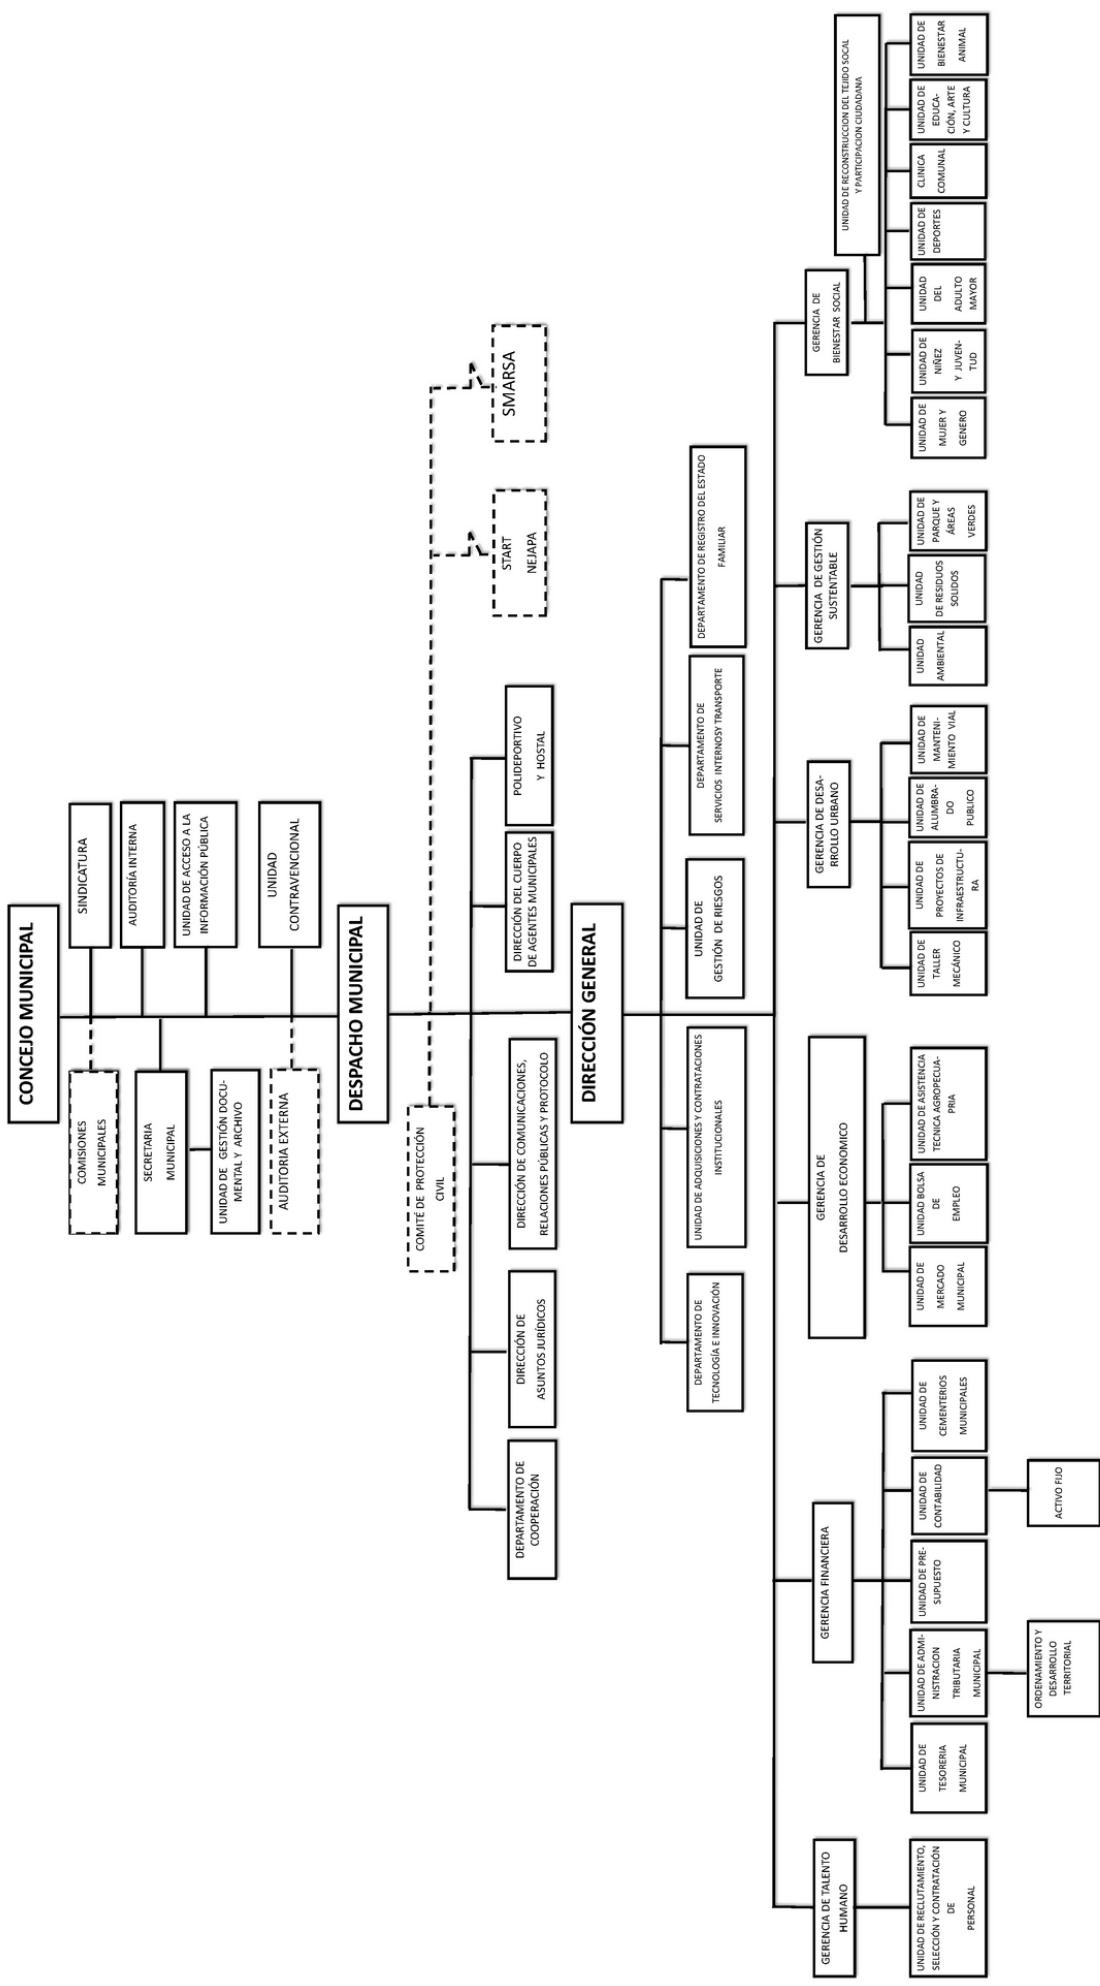 CONCEJO MUNICIPAL
COMISIONES
MUNICIPALES
SINDICATURA
SECRETARIA
MUNICIPAL
AUDITORÍA INTERNA
UNIDAD DE GESTIÓN DOCU-
MENTAL Y ARCHIVO
UNIDAD DE ACCESO A LA
INFORMACIÓN PÚBLICA
AUDITORIA EXTERNA
UNIDAD
CONTRAVENCIONAL
DESPACHO MUNICIPAL
COMITÉ DE PROTECCIÓN
CIVIL
START
NEJAPA
SMARSA
DEPARTAMENTO DE
COOPERACIÓN
DIRECCIÓN DE
ASUNTOS JURÍDICOS
DIRECCIÓN DE COMUNICACIONES,
RELACIONES PÚBLICAS Y PROTOCOLO
DIRECCIÓN DEL CUERPO
DE AGENTES MUNICIPALES
POLIDEPORTIVO
Y HOSTAL
DIRECCIÓN GENERAL
DEPARTAMENTO DE
TECNOLOGÍA E INNOVACIÓN
UNIDAD DE ADQUISICIONES Y CONTRATACIONES
INSTITUCIONALES
UNIDAD DE
GESTIÓN DE RIESGOS
DEPARTAMENTO DE
SERVICIOS INTERNOSY TRANSPORTE
DEPARTAMENTO DE REGISTRO DEL ESTADO
FAMILIAR
GERENCIA DE TALENTO
HUMANO
UNIDAD DE RECLUTAMIENTO,
SELECCIÓN Y CONTRATACIÓN
DE
PERSONAL
GERENCIA FINANCIERA
UNIDAD DE
TESORERIA
MUNICIPAL
UNIDAD DE ADMI-
NISTRACION
TRIBUTARIA
MUNICIPAL
ORDENAMIENTO Y
DESARROLLO
TERRITORIAL
UNIDAD DE PRE-
SUPUESTO
UNIDAD DE
CONTABILIDAD
ACTIVO FIJO
UNIDAD DE
CEMENTERIOS
MUNICIPALES
GERENCIA DE
DESARROLLO ECONOMICO
UNIDAD DE
MERCADO
MUNICIPAL
UNIDAD BOLSA
DE
EMPLEO
UNIDAD DE ASISTENCIA
TECNICA AGROPECUA-
PRIA
GERENCIA DE DESA-
RROLLO URBANO
UNIDAD DE
TALLER
MECÁNICO
UNIDAD DE
PROYECTOS DE
INFRAESTRUCTU-
RA
UNIDAD DE
ALUMBRA-
DO
PUBLICO
UNIDAD DE
MANTENI-
MIENTO VIAL
GERENCIA DE GESTIÓN
SUSTENTABLE
UNIDAD
AMBIENTAL
UNIDAD
DE RESIDUOS
SOLIDOS
UNIDAD DE
PARQUE Y
ÁREAS
VERDES
GERENCIA DE
BIENESTAR SOCIAL
UNIDAD DE RECONSTRUCCION DEL TEJIDO SOCAL
Y PARTICIPACION CIUDADANA
UNIDAD DE
MUJER Y
GENERO
UNIDAD DE
NIÑEZ
Y JUVEN-
TUD
UNIDAD
DEL
ADULTO
MAYOR
UNIDAD DE
DEPORTES
CLINICA
COMUNAL
UNIDAD DE
EDUCA-
CIÓN, ARTE
Y CULTURA
UNIDAD DE
BIENESTAR
ANIMAL